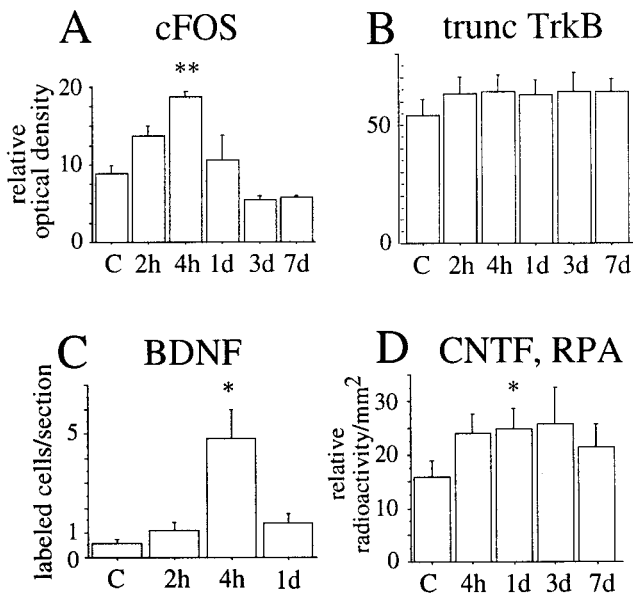 A cFOS
**
relative
optical density
20
10
0
C 2h 4h 1d 3d 7d
B trunc TrkB
50
0
C 2h 4h 1d 3d 7d
C BDNF
*
labeled cells/section
5
1
0
C 2h 4h 1d
D CNTF, RPA
*
relative
radioactivity/mm²
30
20
10
0
C 4h 1d 3d 7d